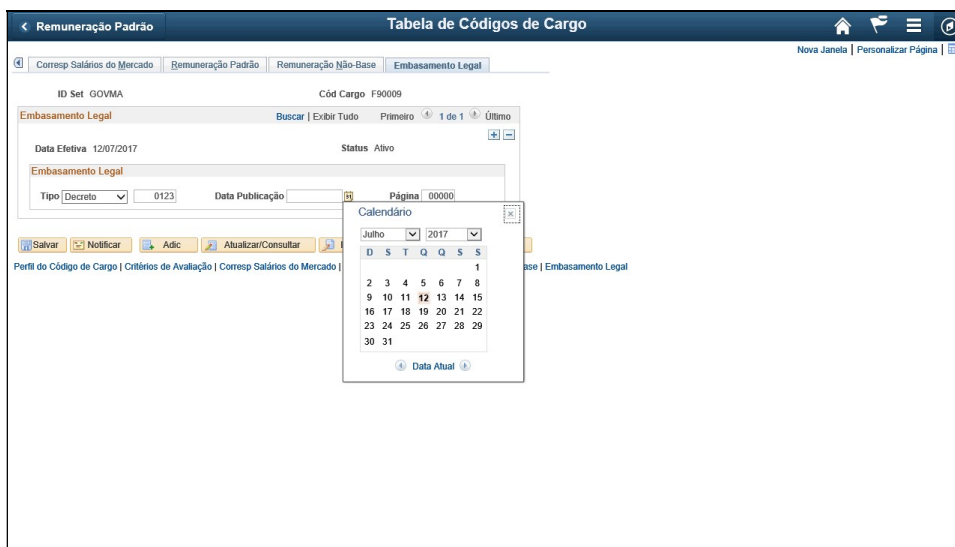 Remuneração Padrão
Tabela de Códigos de Cargo
Nova Janela | Personalizar Página |
Corresp Salários do Mercado
Remuneração Padrão
Remuneração Não-Base
Embasamento Legal
ID Set GOVMA
Cód Cargo F90009
Embasamento Legal
Buscar | Exibir Tudo Primeiro 1 de 1 Último
Data Efetiva 12/07/2017
Status Ativo
Embasamento Legal
Tipo Decreto 0123 Data Publicação Página 00000
Calendário
Julho 2017
D S T Q Q S S
1
2 3 4 5 6 7 8
9 10 11 12 13 14 15
16 17 18 19 20 21 22
23 24 25 26 27 28 29
30 31
Data Atual
Salvar Notificar Adic Atualizar/Consultar
Perfil do Código de Cargo | Critérios de Avaliação | Corresp Salários do Mercado | ase | Embasamento Legal